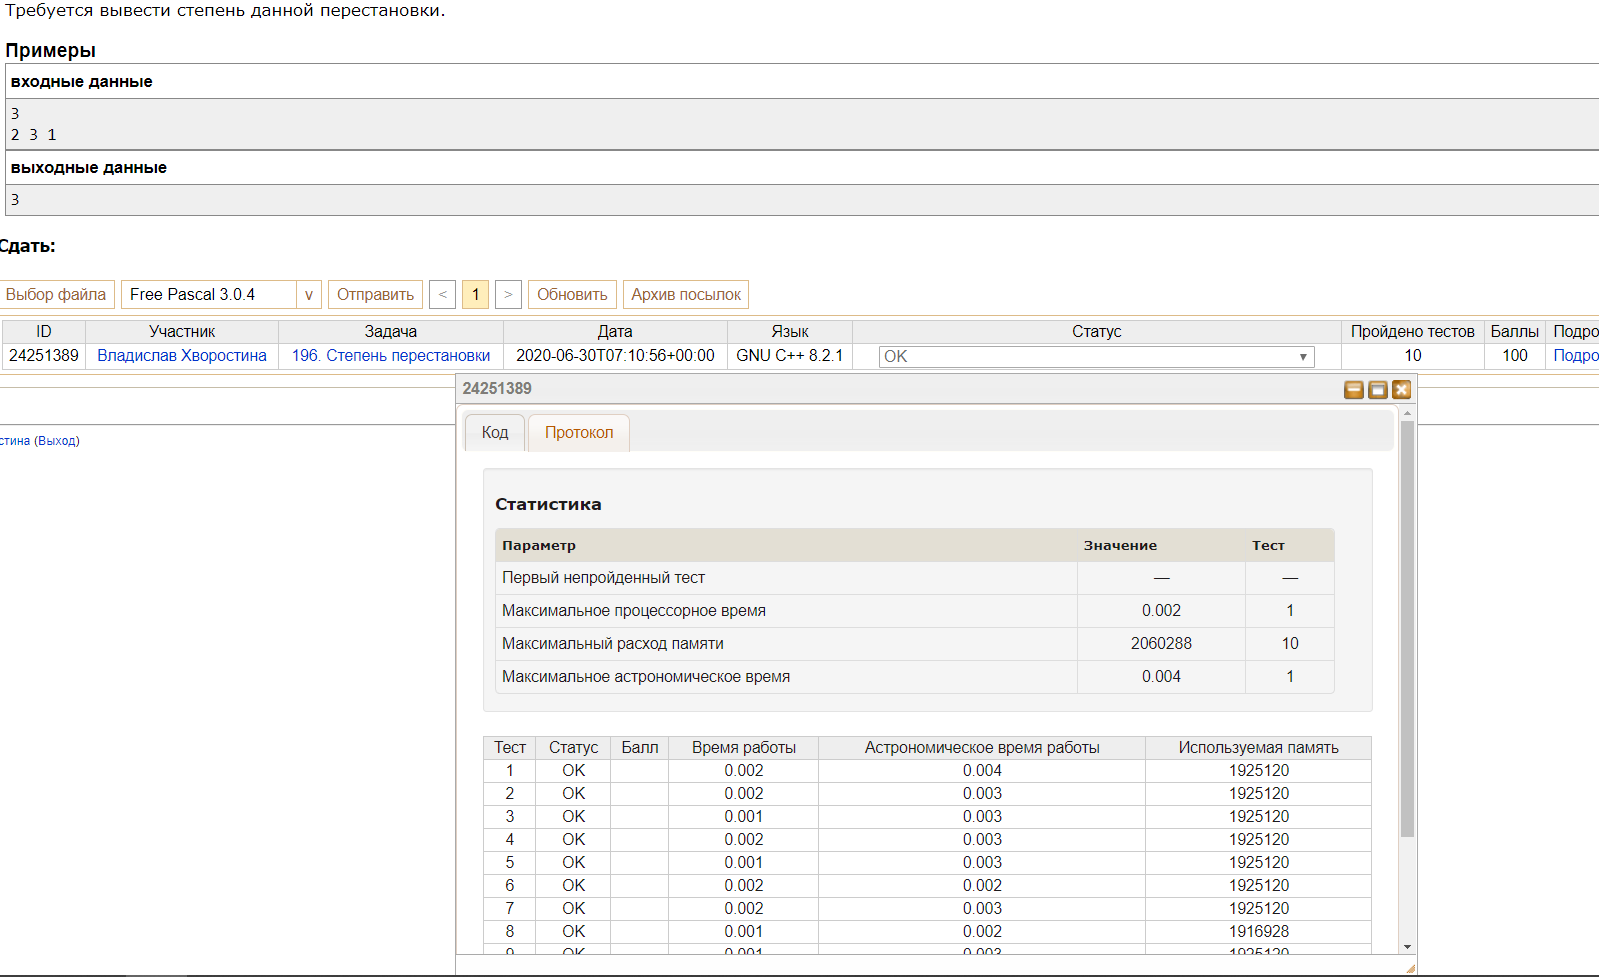 Требуется вывести степень данной перестановки.
Примеры
входные данные
3
2 3 1
выходные данные
3
Сдать:
Выбор файла Free Pascal 3.0.4 v Отправить < 1 > Обновить Архив посылок
ID Участник Задача Дата Язык Статус Пройдено тестов Баллы Подро
24251389 Владислав Хворостина 196. Степень перестановки 2020-06-30T07:10:56+00:00 GNU C++ 8.2.1 OK 10 100 Подро
24251389
стина (Выход)
Код Протокол
Статистика
Параметр Значение Тест
Первый непройденный тест — —
Максимальное процессорное время 0.002 1
Максимальный расход памяти 2060288 10
Максимальное астрономическое время 0.004 1
Тест Статус Балл Время работы Астрономическое время работы Используемая память
1 OK 0.002 0.004 1925120
2 OK 0.002 0.003 1925120
3 OK 0.001 0.003 1925120
4 OK 0.002 0.003 1925120
5 OK 0.001 0.003 1925120
6 OK 0.002 0.002 1925120
7 OK 0.002 0.003 1925120
8 OK 0.001 0.002 1916928
9 OK 0.001 0.003 1925120